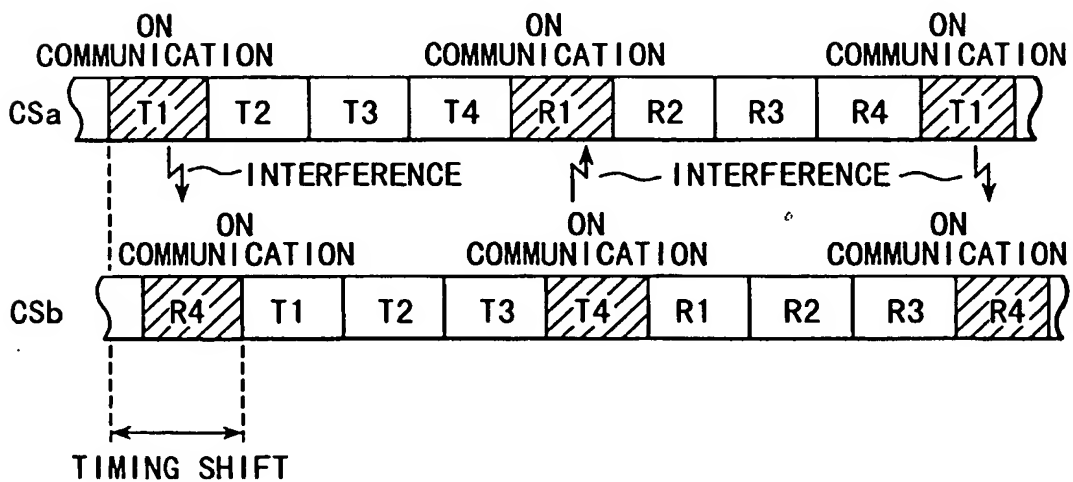 ON COMMUNICATION
ON COMMUNICATION
ON COMMUNICATION
CSa T1 T2 T3 T4 R1 R2 R3 R4 T1
INTERFERENCE INTERFERENCE
ON COMMUNICATION
ON COMMUNICATION
ON COMMUNICATION
CSb R4 T1 T2 T3 T4 R1 R2 R3 R4
TIMING SHIFT